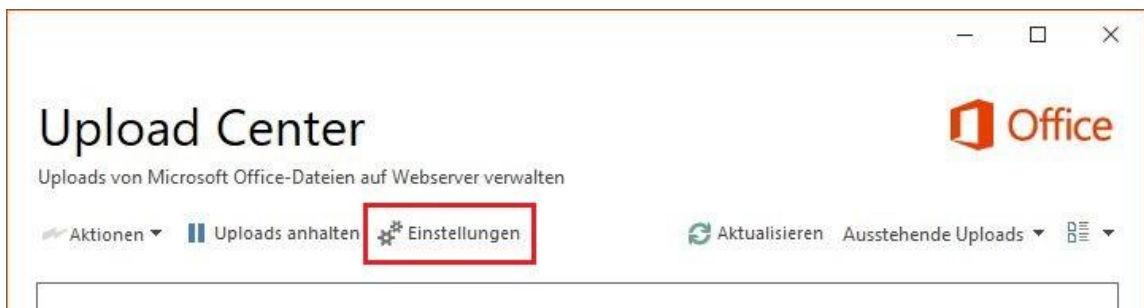 Upload Center
Office
Uploads von Microsoft Office-Dateien auf Webserver verwalten
Aktionen Uploads anhalten Einstellungen Aktualisieren Ausstehende Uploads